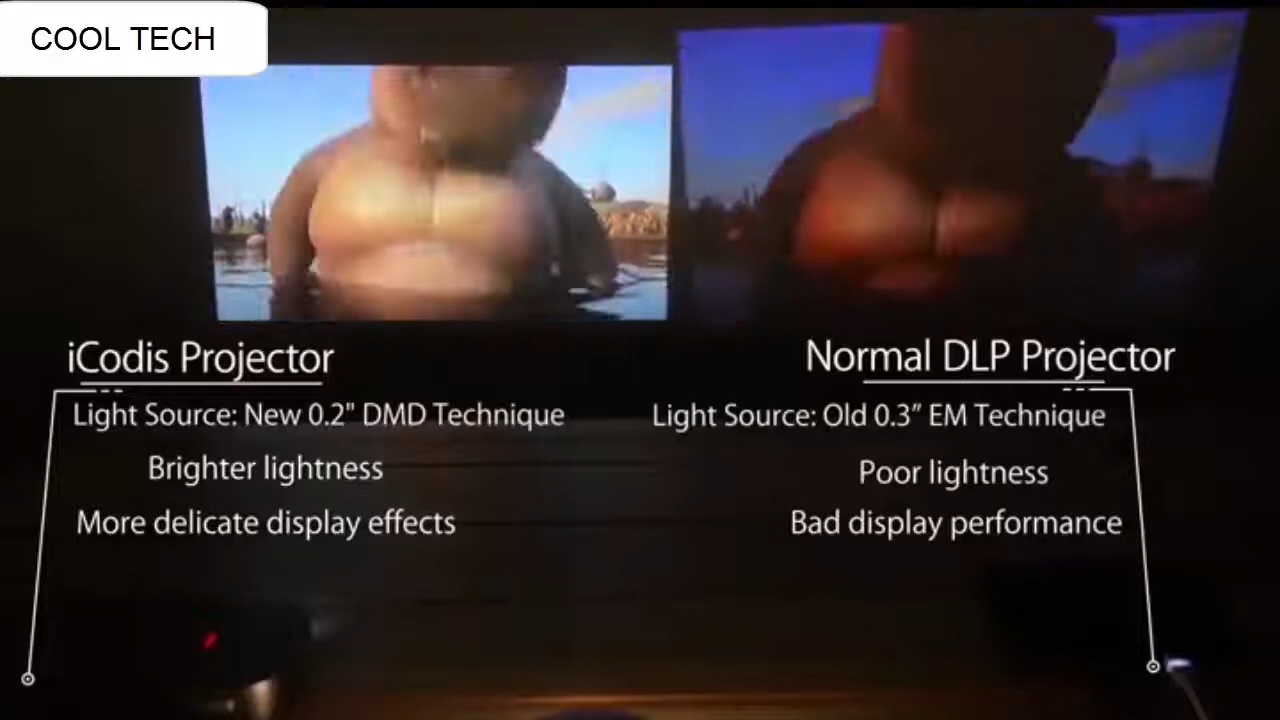 COOL TECH
iCodis Projector
Light Source: New 0.2" DMD Technique
Brighter lightness
More delicate display effects
Normal DLP Projector
Light Source: Old 0.3” EM Technique
Poor lightness
Bad display performance